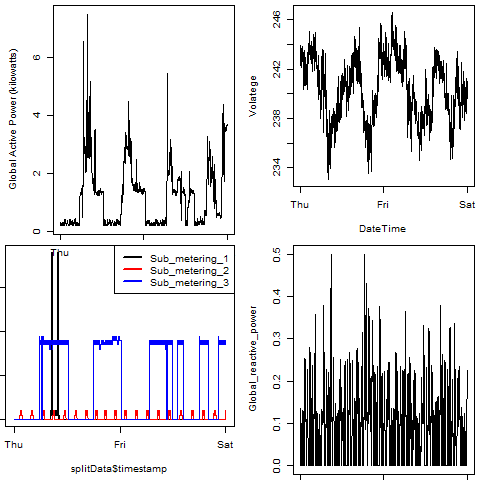 Global Active Power (kilowatts)
0 2 4 6
Volatege
234 238 242 246
Thu Fri Sat
DateTime
Thu
Sub_metering_1
Sub_metering_2
Sub_metering_3
Thu Fri Sat
splitData$timestamp
Global_reactive_power
0.0 0.1 0.2 0.3 0.4 0.5